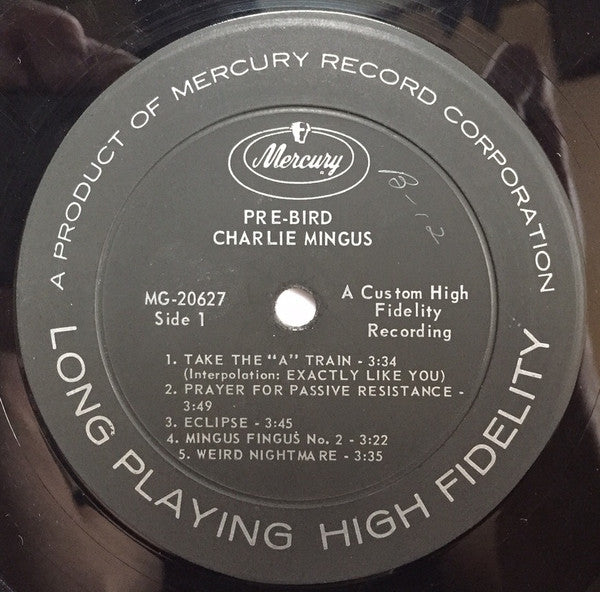 A PRODUCT OF MERCURY RECORD CORPORATION
Mercury
PRE-BIRD
CHARLIE MINGUS
MG-20627
Side 1
A Custom High
Fidelity
Recording
1. TAKE THE "A" TRAIN - 3:34
(Interpolation: EXACTLY LIKE YOU)
2. PRAYER FOR PASSIVE RESISTANCE -
3:49
3. ECLIPSE - 3:45
4. MINGUS FINGUS No. 2 - 3:22
5. WEIRD NIGHTMARE - 3:35
LONG PLAYING HIGH FIDELITY